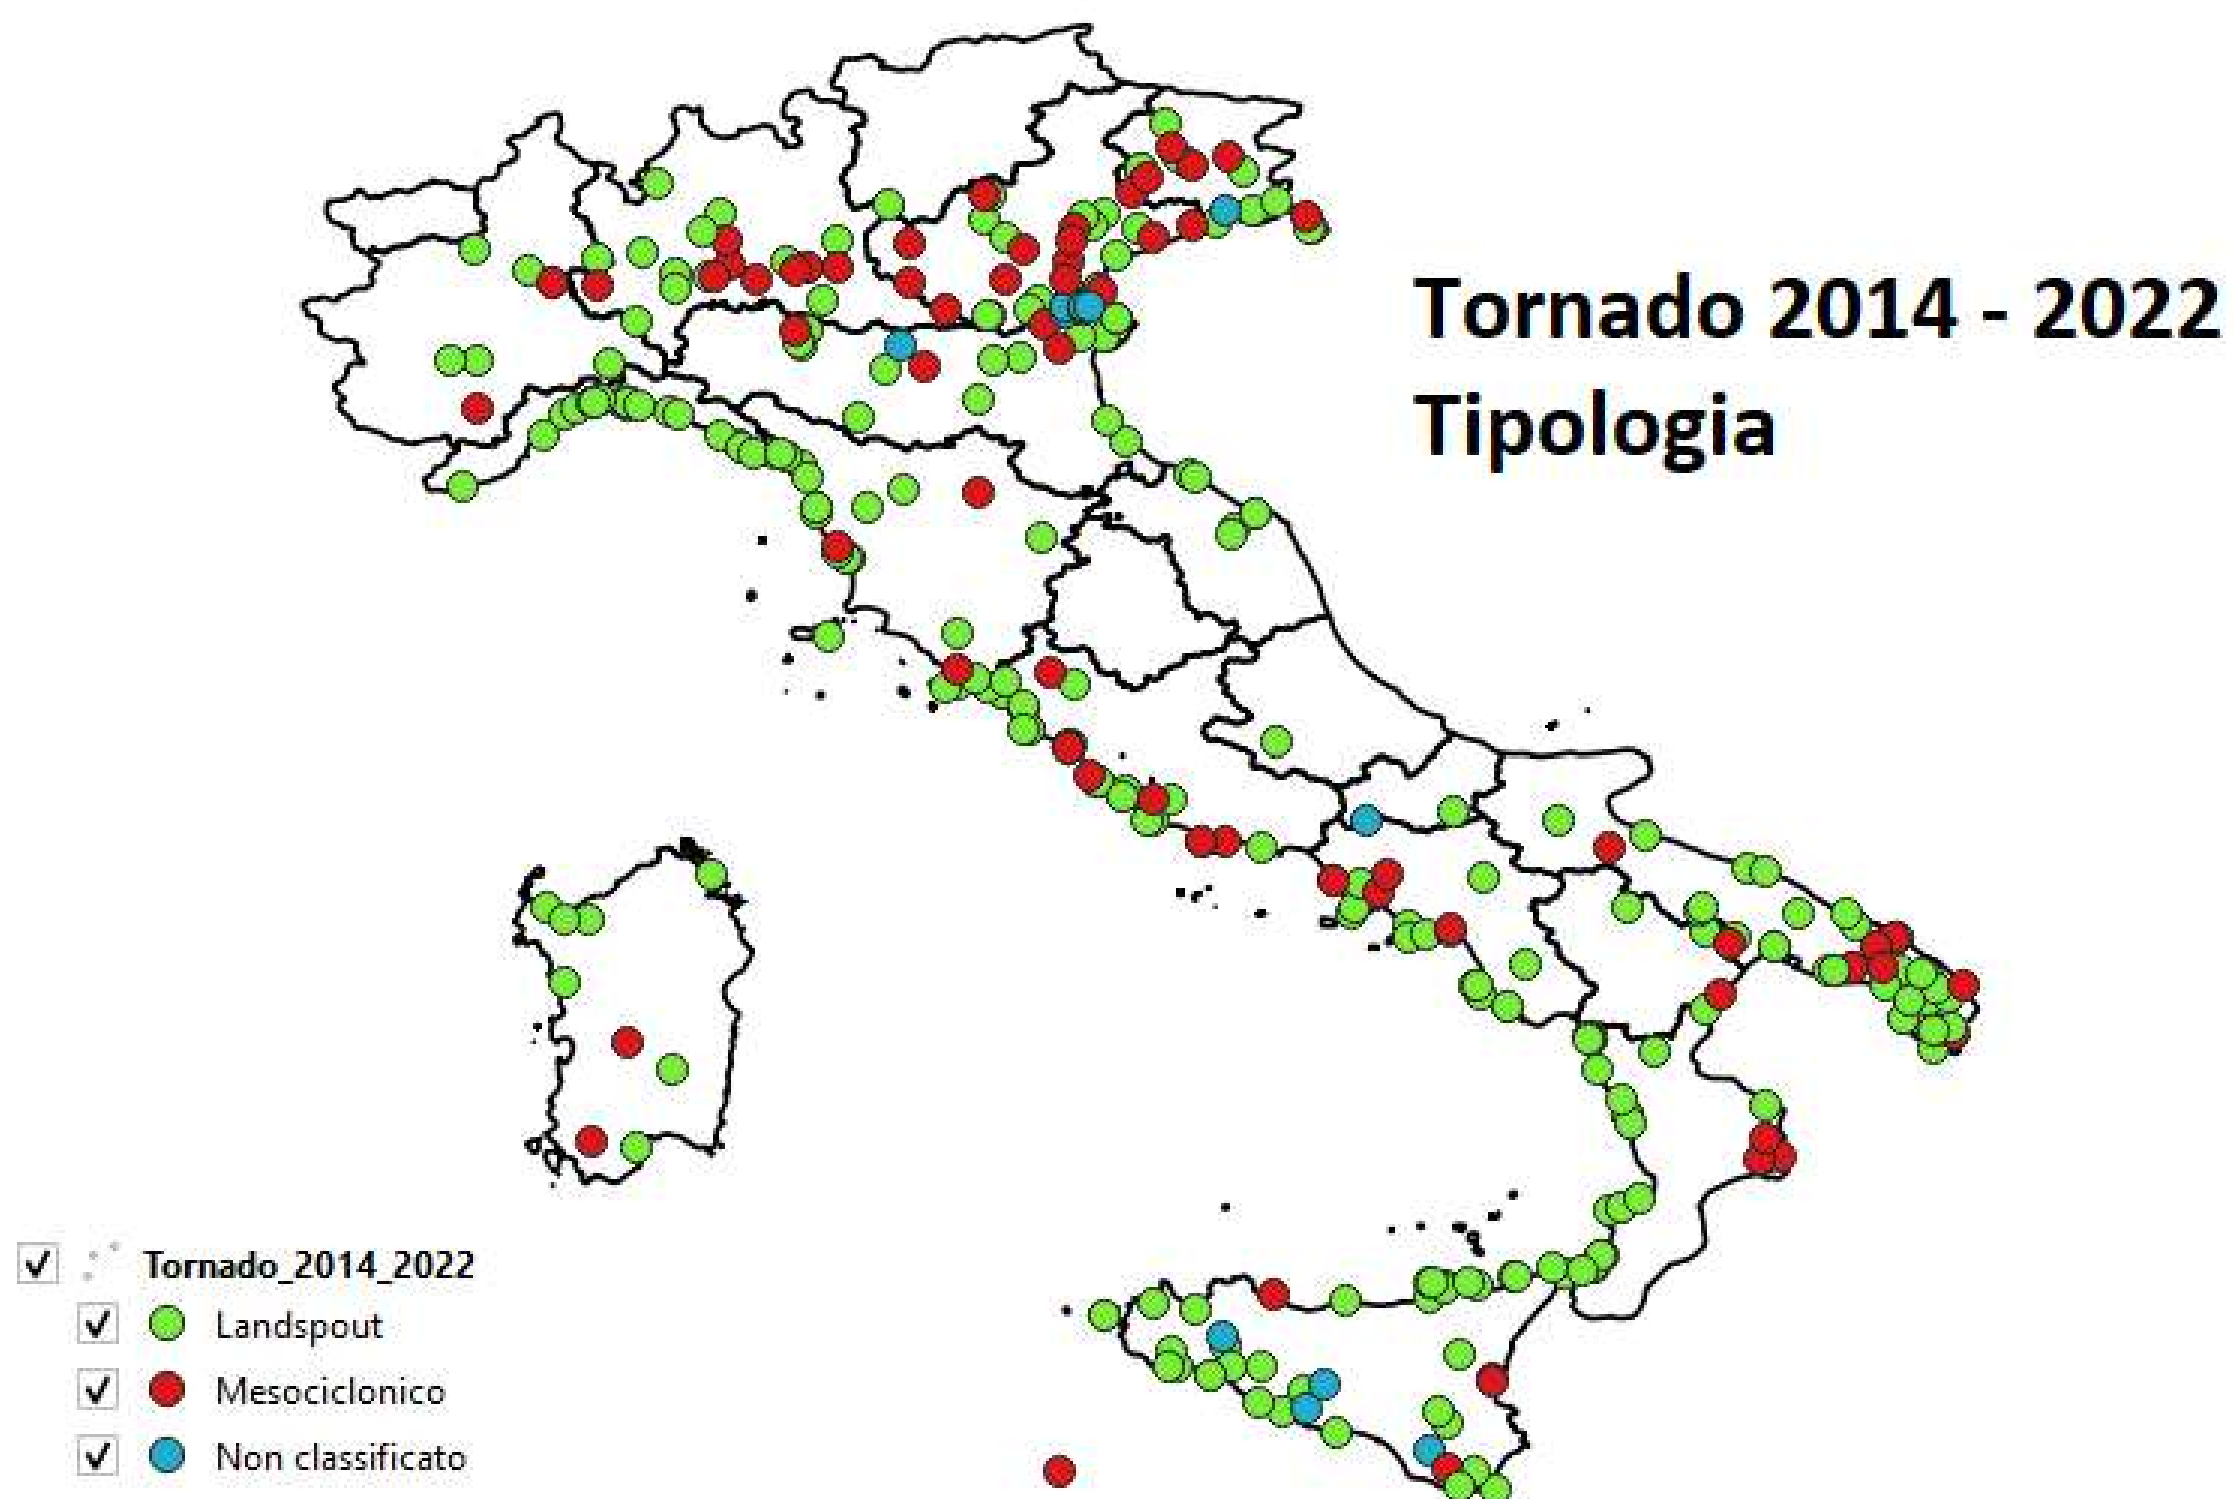 Tornado 2014 - 2022
Tipologia
Tornado_2014_2022
Landspout
Mesociclonico
Non classificato